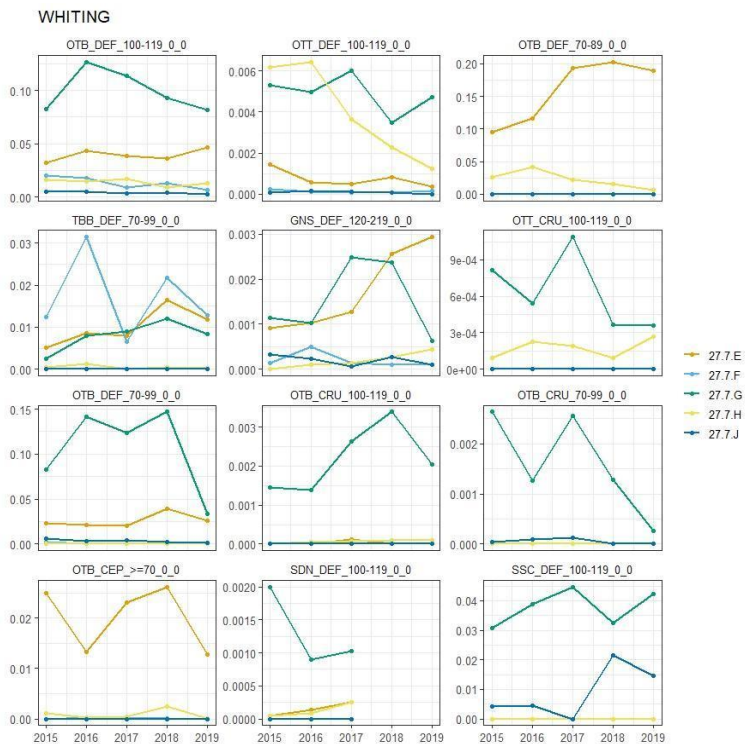 WHITING
OTB_DEF_100-119_0_0 OTT_DEF_100-119_0_0 OTB_DEF_70-89_0_0
0.10 0.006 0.20
0.15
0.05 0.004 0.10
0.002 0.05
0.00 0.000 0.00
TBB_DEF_70-99_0_0 GNS_DEF_120-219_0_0 OTT_CRU_100-119_0_0
0.03 0.003 9e-04
0.02 0.002 6e-04
0.01 0.001 3e-04
0.00 0.000 0e+00
27.7.E
27.7.F
27.7.G
27.7.H
27.7.J
OTB_DEF_70-99_0_0 OTB_CRU_100-119_0_0 OTB_CRU_70-99_0_0
0.15 0.003 0.002
0.10 0.002
0.05 0.001 0.001
0.00 0.000 0.000
OTB_CEP_>=70_0_0 SDN_DEF_100-119_0_0 SSC_DEF_100-119_0_0
0.02 0.0020 0.04
0.0015 0.03
0.01 0.0010 0.02
0.0005 0.01
0.00 0.0000 0.00
2015 2016 2017 2018 2019 2015 2016 2017 2018 2019 2015 2016 2017 2018 2019